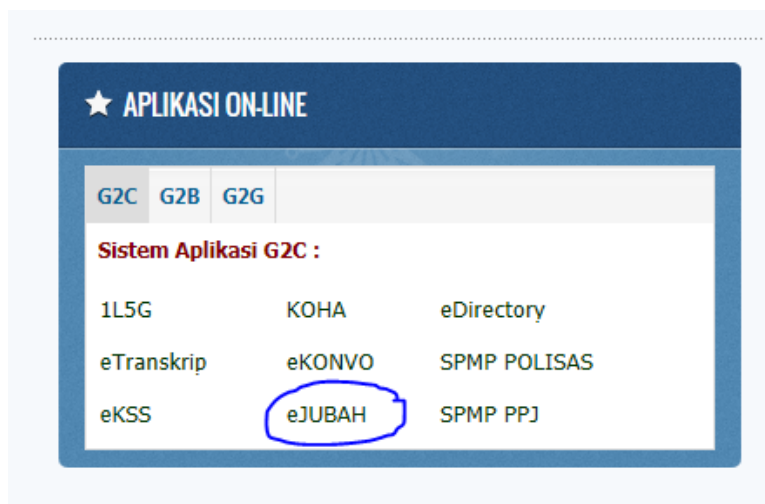 APLIKASI ON-LINE
G2C G2B G2G
Sistem Aplikasi G2C :
1L5G KOHA eDirectory
eTranskrip eKONVO SPMP POLISAS
eKSS eJUBAH SPMP PPJ